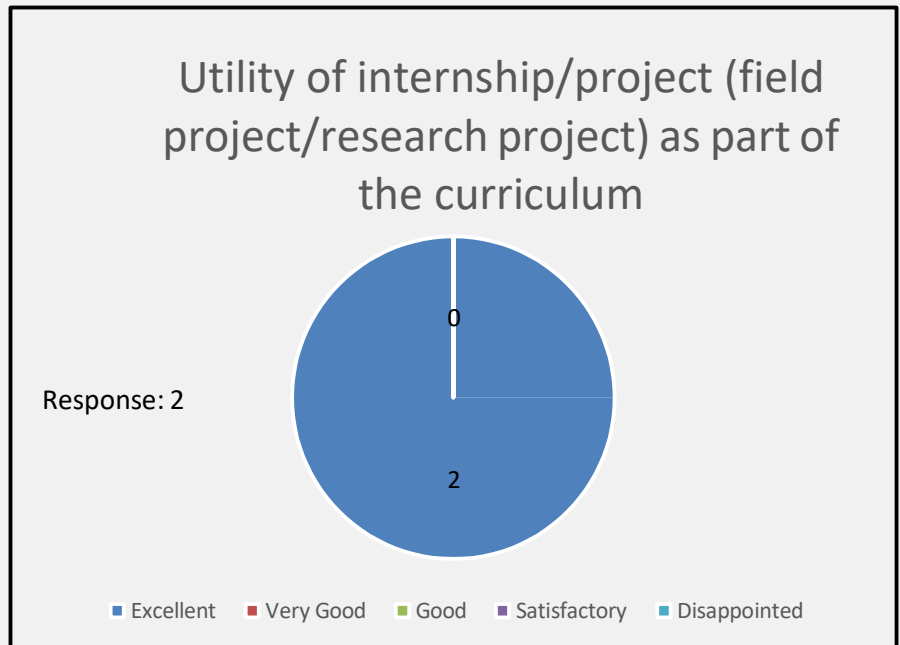 Utility of internship/project (field
project/research project) as part of
the curriculum
0
Response: 2
2
Excellent Very Good Good Satisfactory Disappointed